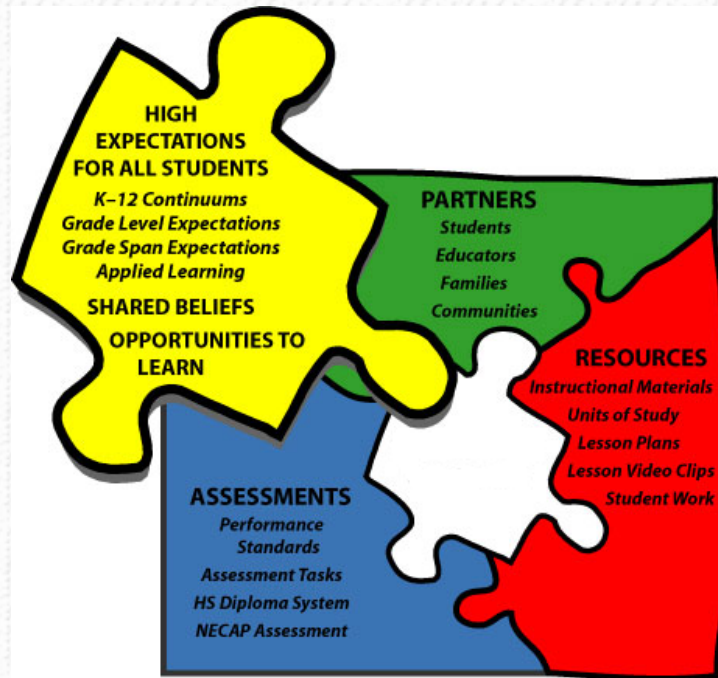 HIGH
EXPECTATIONS
FOR ALL STUDENTS
K–12 Continuums
Grade Level Expectations
Grade Span Expectations
Applied Learning
SHARED BELIEFS
OPPORTUNITIES TO
LEARN
PARTNERS
Students
Educators
Families
Communities
RESOURCES
Instructional Materials
Units of Study
Lesson Plans
Lesson Video Clips
Student Work
ASSESSMENTS
Performance
Standards
Assessment Tasks
HS Diploma System
NECAP Assessment